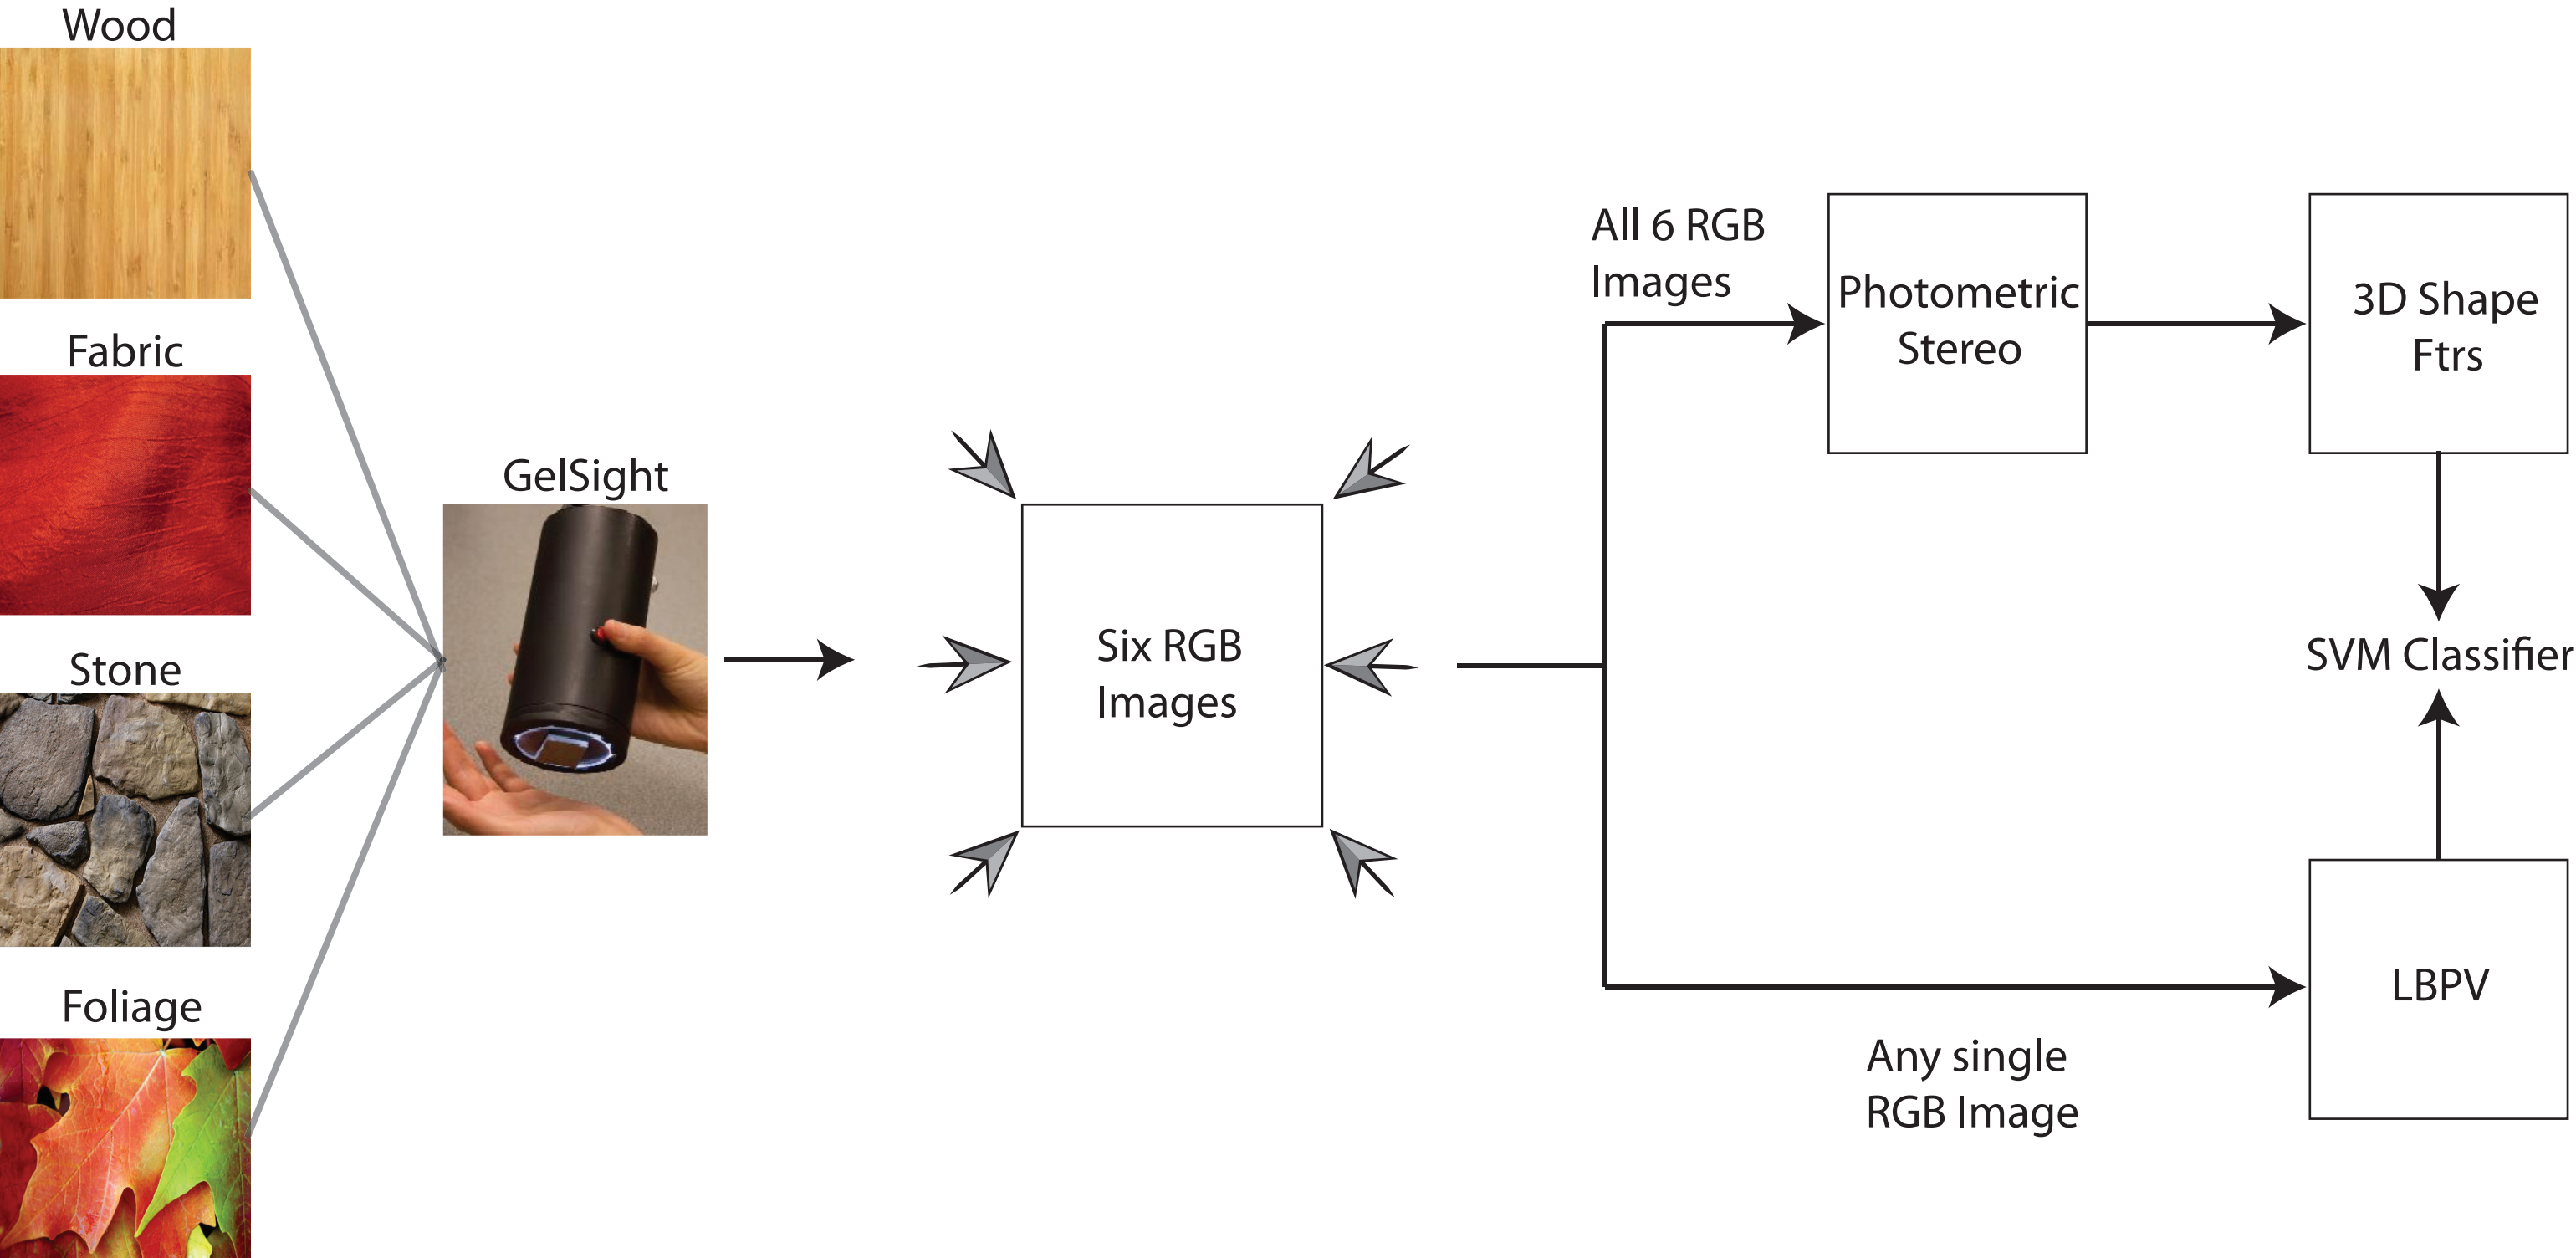 Wood
Fabric
Stone
Foliage
GelSight
Six RGB
Images
All 6 RGB
Images
Photometric
Stereo
3D Shape
Ftrs
SVM Classifier
LBPV
Any single
RGB Image